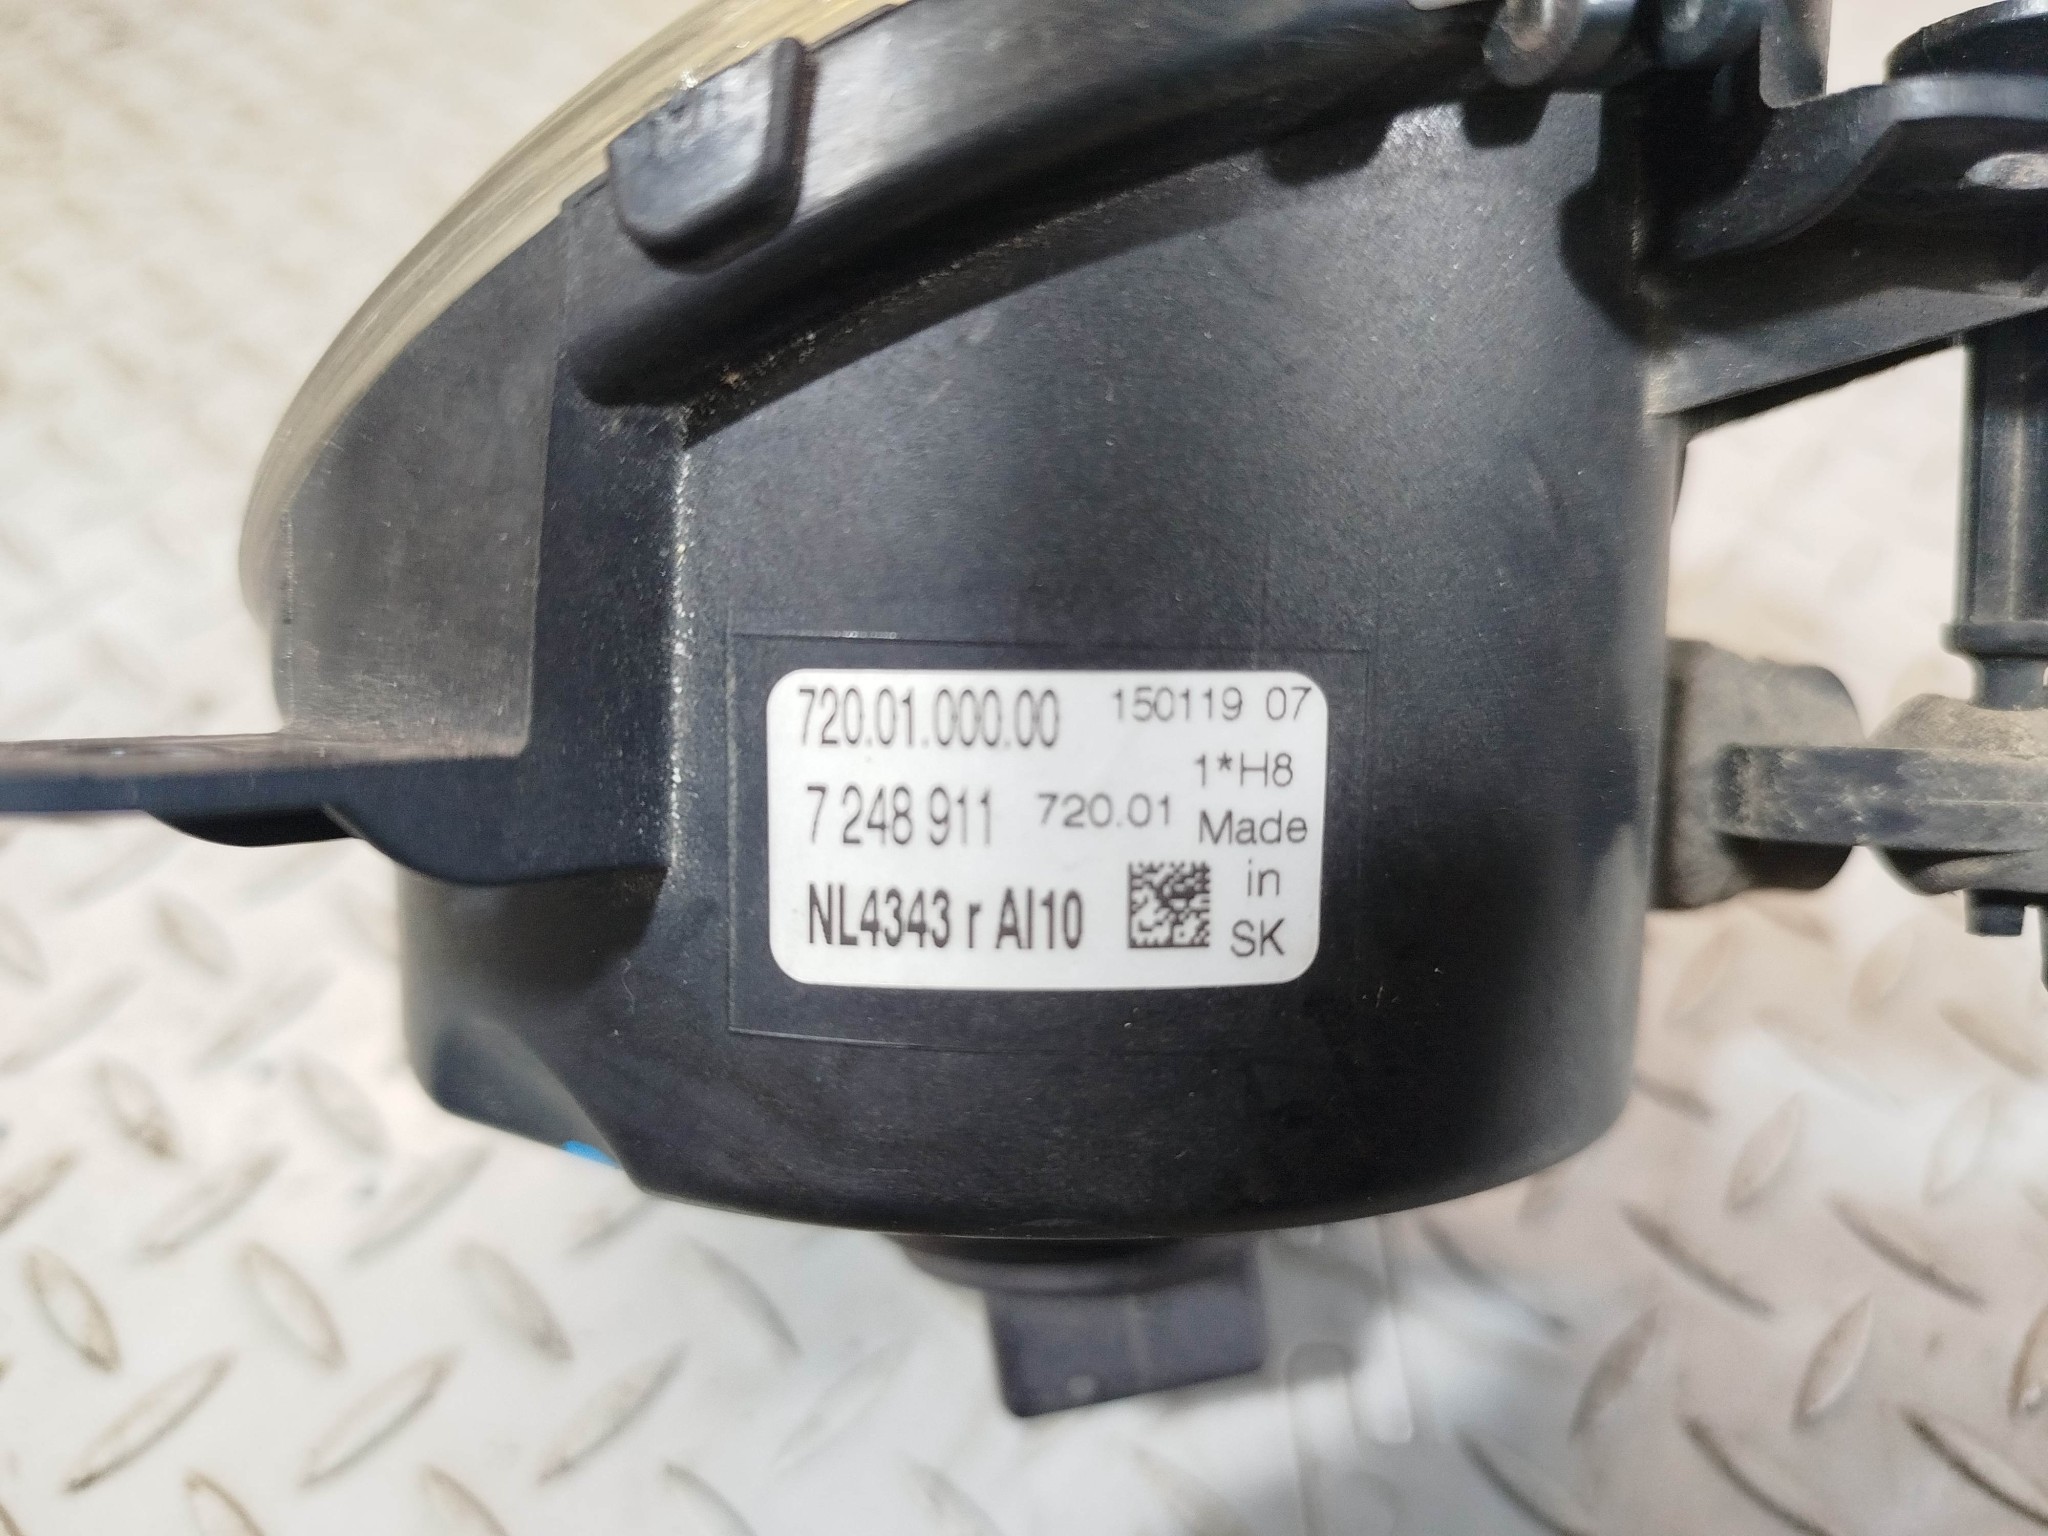 720.01.000.00 150119 07
1*H8
7 248 911 720.01 Made
in
NL4343 r AI10 SK